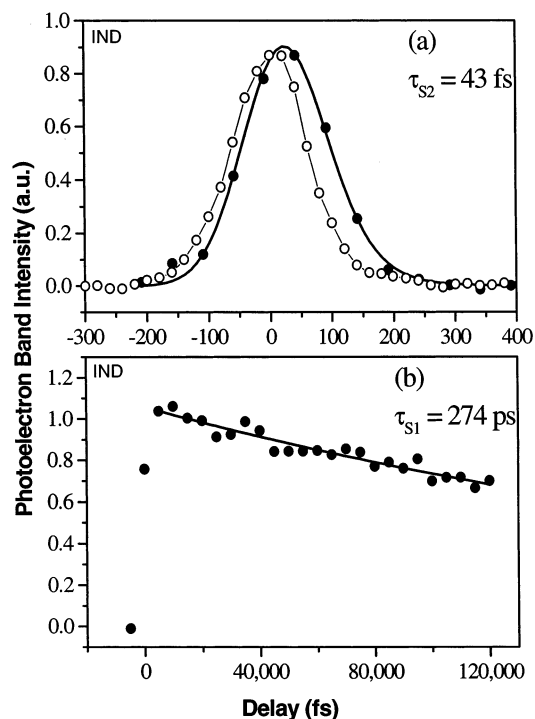 IND
(a)
τS2 = 43 fs
1.0
0.8
0.6
0.4
0.2
0.0
-300 -200 -100 0 100 200 300 400
Photoelectron Band Intensity (a.u.)
IND
(b)
τS1 = 274 ps
1.2
1.0
0.8
0.6
0.4
0.2
0.0
0 40,000 80,000 120,000
Delay (fs)